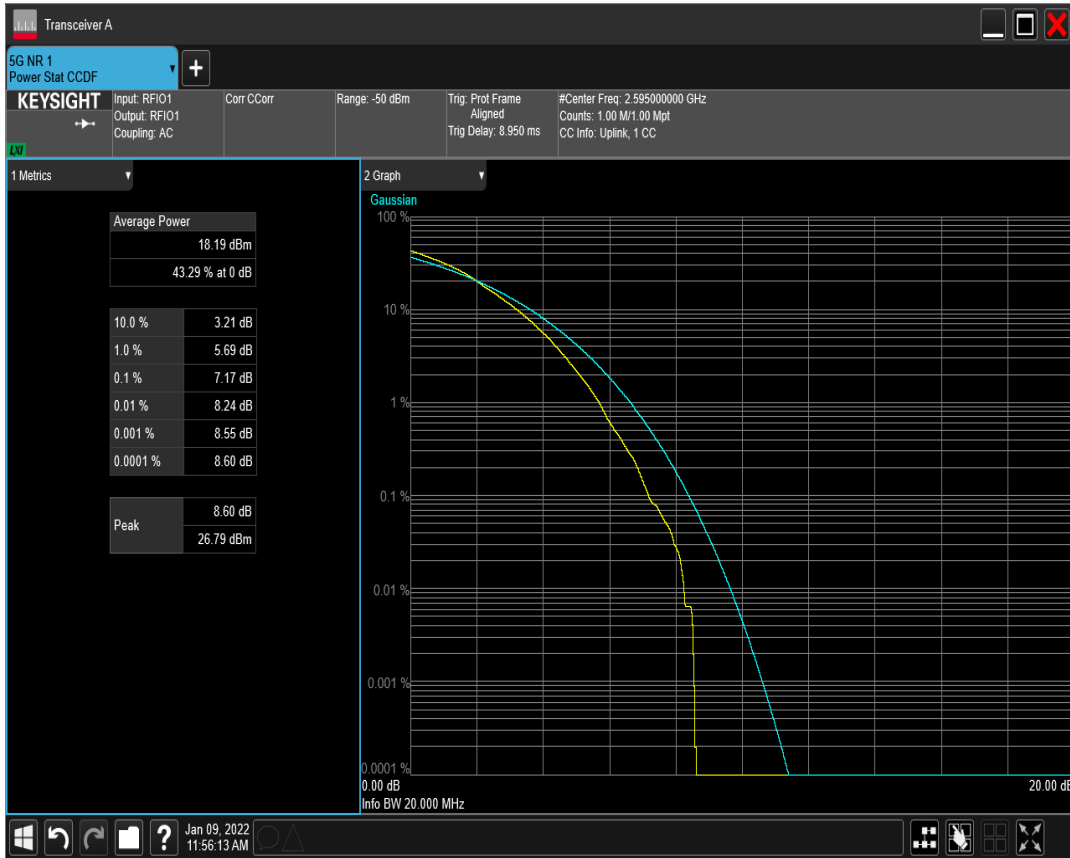 Transceiver A
5G NR 1
Power Stat CCDF
KEYSIGHT
LXI
Input: RFIO1
Output: RFIO1
Coupling: AC
Corr CCorr
Range: -50 dBm
Trig: Prot Frame
Aligned
Trig Delay: 8.950 ms
#Center Freq: 2.595000000 GHz
Counts: 1.00 M/1.00 Mpt
CC Info: Uplink, 1 CC
1 Metrics
Average Power
18.19 dBm
43.29 % at 0 dB
10.0 % 3.21 dB
1.0 % 5.69 dB
0.1 % 7.17 dB
0.01 % 8.24 dB
0.001 % 8.55 dB
0.0001 % 8.60 dB
Peak
8.60 dB
26.79 dBm
2 Graph
Gaussian
100 %
10 %
1 %
0.1 %
0.01 %
0.001 %
0.0001 %
0.00 dB 20.00 dB
Info BW 20.000 MHz
?
Jan 09, 2022
11:56:13 AM